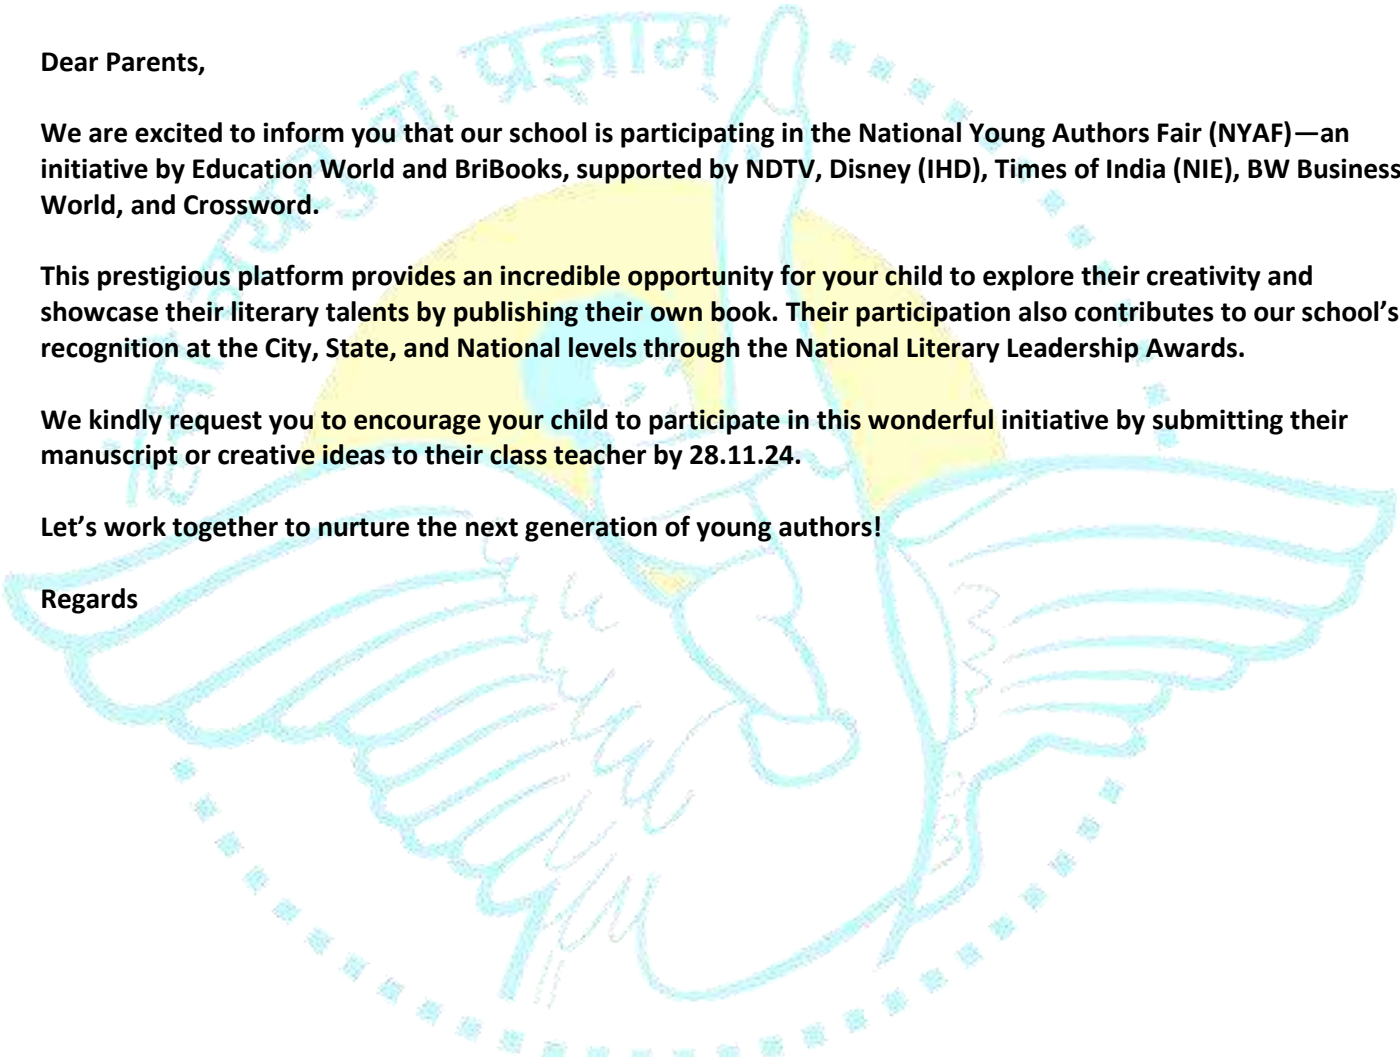 हंसा नयन्तु नः प्रज्ञाम्
Dear Parents,
We are excited to inform you that our school is participating in the National Young Authors Fair (NYAF)—an
initiative by Education World and BriBooks, supported by NDTV, Disney (IHD), Times of India (NIE), BW Business
World, and Crossword.
This prestigious platform provides an incredible opportunity for your child to explore their creativity and
showcase their literary talents by publishing their own book. Their participation also contributes to our school’s
recognition at the City, State, and National levels through the National Literary Leadership Awards.
We kindly request you to encourage your child to participate in this wonderful initiative by submitting their
manuscript or creative ideas to their class teacher by 28.11.24.
Let’s work together to nurture the next generation of young authors!
Regards